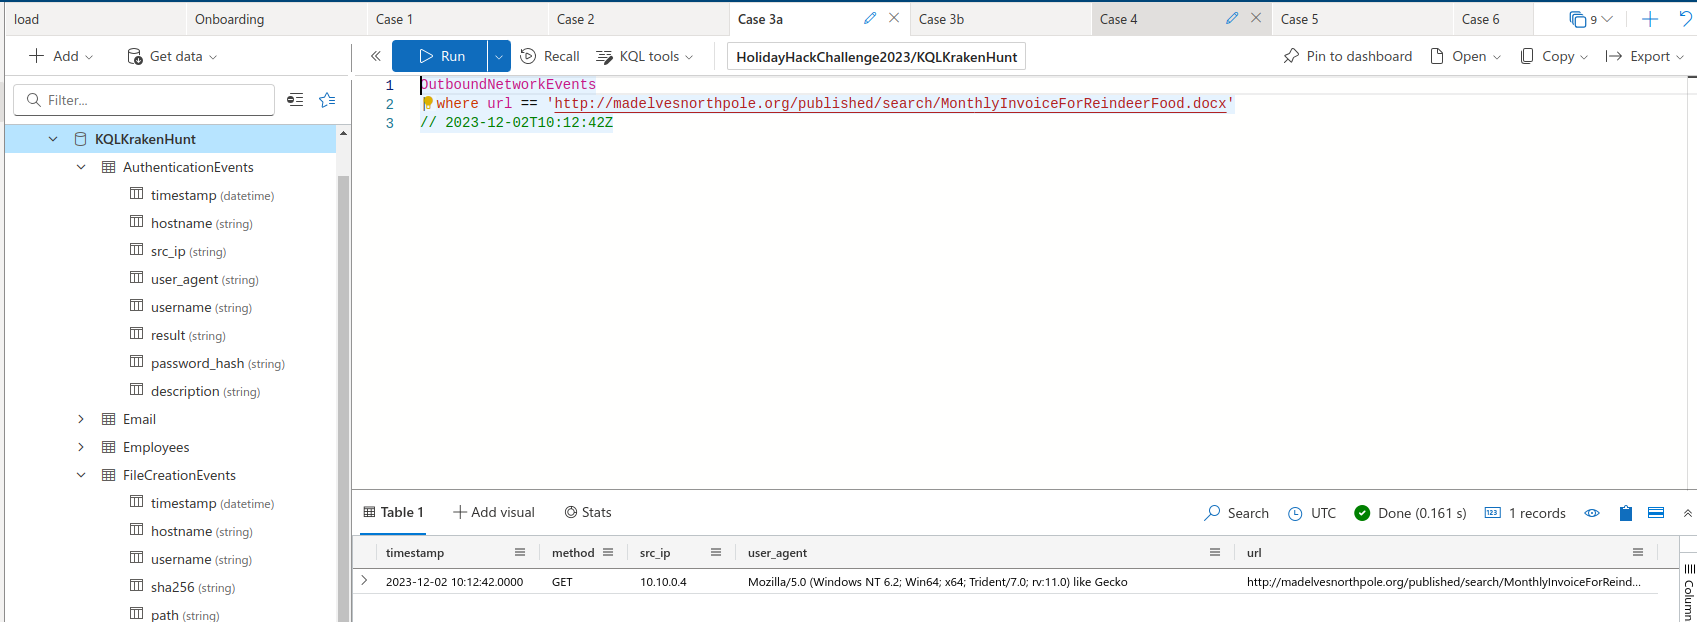 load
Onboarding
Case 1
Case 2
Case 3a
Case 3b
Case 4
Case 5
Case 6
9
Add
Get data
Run
Recall
KQL tools
HolidayHackChallenge2023/KQLKrakenHunt
Pin to dashboard
Open
Copy
Export
Filter...
1 OutboundNetworkEvents
2 | where url == 'http://madelvesnorthpole.org/published/search/MonthlyInvoiceForReindeerFood.docx'
3 // 2023-12-02T10:12:42Z
KQLKrakenHunt
AuthenticationEvents
timestamp (datetime)
hostname (string)
src_ip (string)
user_agent (string)
username (string)
result (string)
password_hash (string)
description (string)
Email
Employees
FileCreationEvents
timestamp (datetime)
hostname (string)
username (string)
sha256 (string)
path (string)
Table 1
Add visual
Stats
Search
UTC
Done (0.161 s)
123 1 records
timestamp method src_ip user_agent url
2023-12-02 10:12:42.0000 GET 10.10.0.4 Mozilla/5.0 (Windows NT 6.2; Win64; x64; Trident/7.0; rv:11.0) like Gecko http://madelvesnorthpole.org/published/search/MonthlyInvoiceForReind...
Column